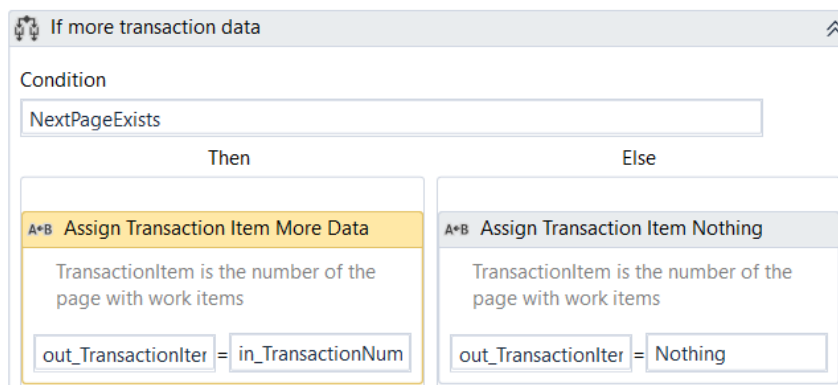 If more transaction data
Condition
NextPageExists
Then
Else
A+B Assign Transaction Item More Data
TransactionItem is the number of the
page with work items
out_TransactionIter = in_TransactionNum
A+B Assign Transaction Item Nothing
TransactionItem is the number of the
page with work items
out_TransactionIter = Nothing